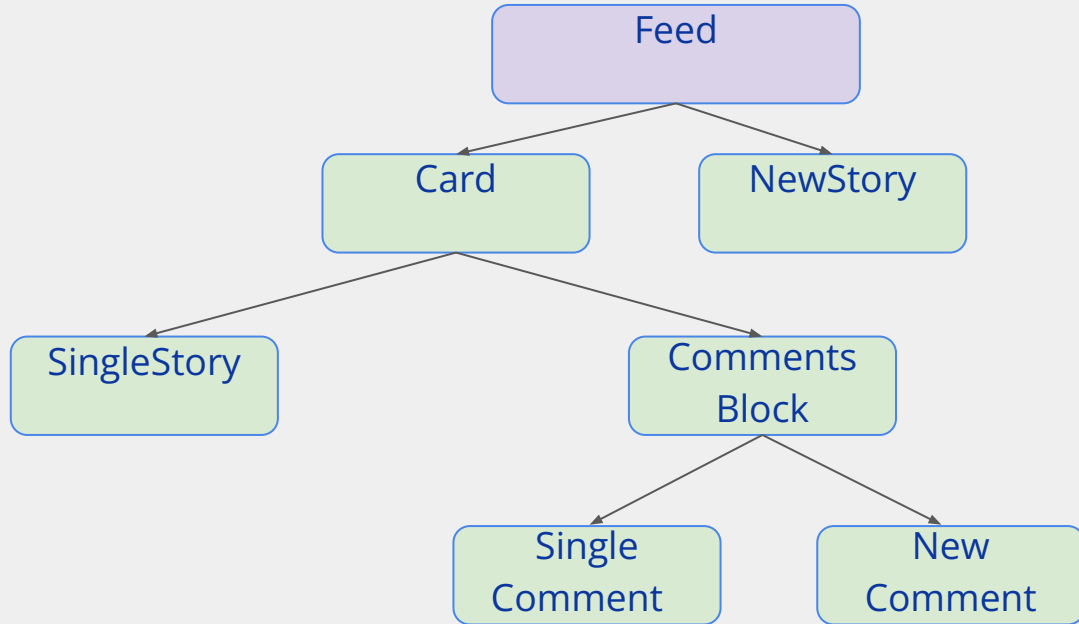 Feed
Card
NewStory
SingleStory
Comments
Block
Single
Comment
New
Comment